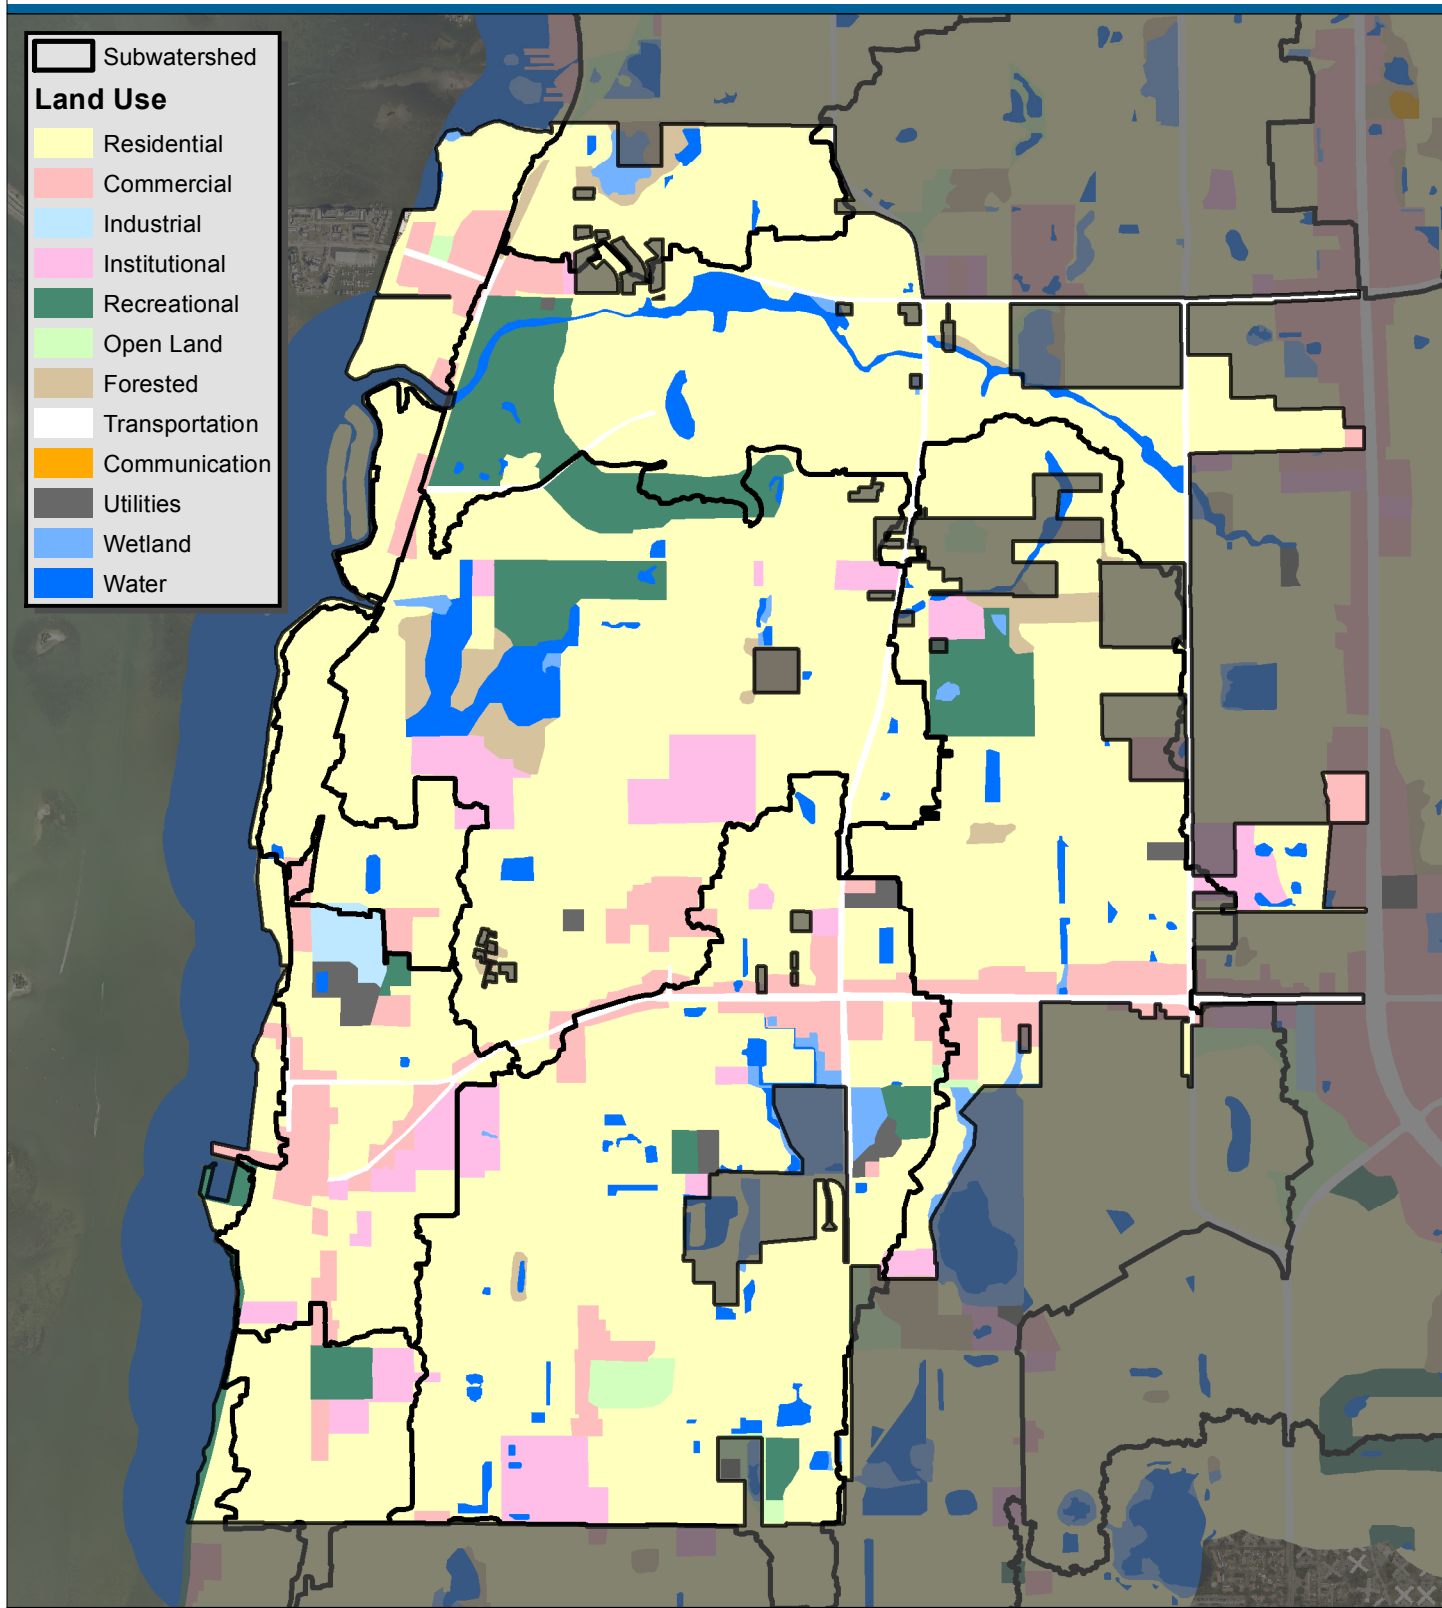 Subwatershed
Land Use
Residential
Commercial
Industrial
Institutional
Recreational
Open Land
Forested
Transportation
Communication
Utilities
Wetland
Water